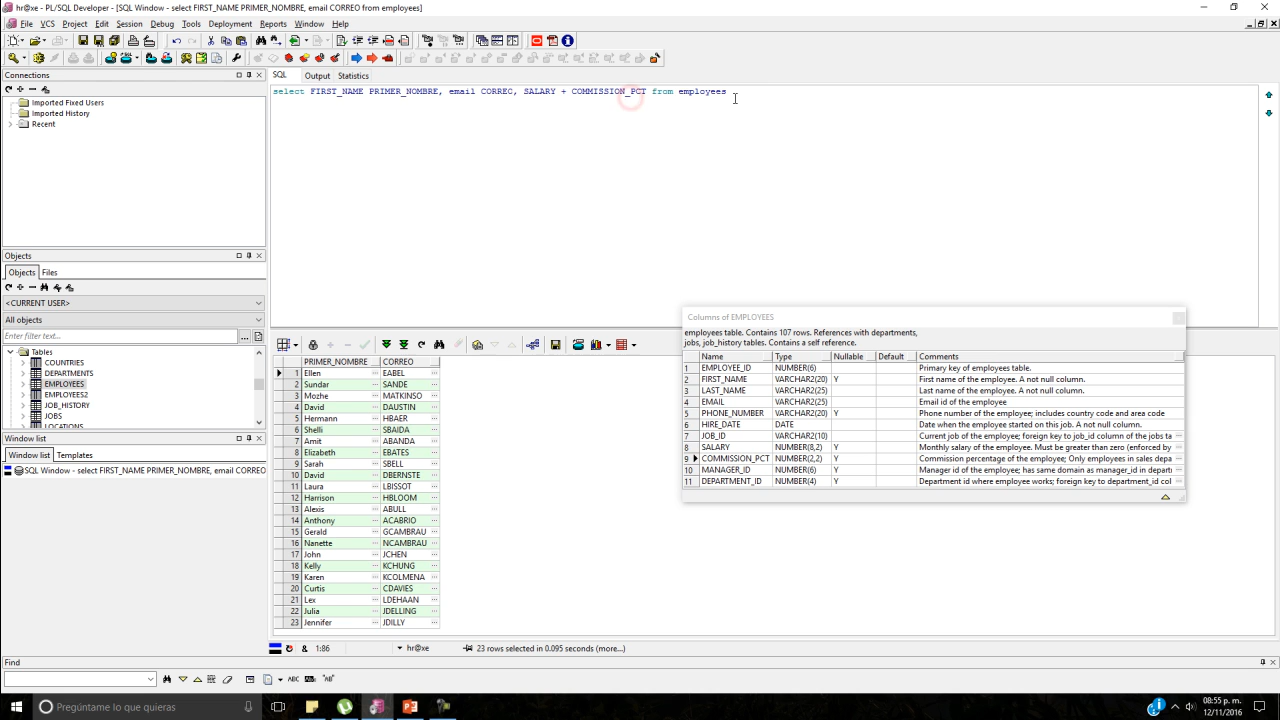 hr@xe - PL/SQL Developer - [SQL Window - select FIRST_NAME PRIMER_NOMBRE, email CORREO from employees]
File VCS Project Edit Session Debug Tools Deployment Reports Window Help
Connections
Imported Fixed Users
Imported History
Recent
SQL Output Statistics
select FIRST_NAME PRIMER_NOMBRE, email CORREC, SALARY + COMMISSION_PCT from employees
Objects
Objects Files
<CURRENT USER>
All objects
Enter filter text...
Tables
COUNTRIES
DEPARTMENTS
EMPLOYEES
EMPLOYEES2
JOB_HISTORY
JOBS
LOCATIONS
Window list
Window list Templates
SQL Window - select FIRST_NAME PRIMER_NOMBRE, email CORREO
PRIMER_NOMBRE CORREO
1 Ellen EABEL
2 Sundar SANDE
3 Mozhe MATKINSO
4 David DAUSTIN
5 Hermann HBAER
6 Shelli SBAIDA
7 Amit ABANDA
8 Elizabeth EBATES
9 Sarah SBELL
10 David DBERNSTE
11 Laura LBISSOT
12 Harrison HBLOOM
13 Alexis ABULL
14 Anthony ACABRIO
15 Gerald GCAMBRAU
16 Nanette NCAMBRAU
17 John JCHEN
18 Kelly KCHUNG
19 Karen KCOLMENA
20 Curtis CDAVIES
21 Lex LDEHAAN
22 Julia JDELLING
23 Jennifer JDILLY
Columns of EMPLOYEES
employees table. Contains 107 rows. References with departments,
jobs, job_history tables. Contains a self reference.
Name Type Nullable Default Comments
1 EMPLOYEE_ID NUMBER(6) Primary key of employees table.
2 FIRST_NAME VARCHAR2(20) Y First name of the employee. A not null column.
3 LAST_NAME VARCHAR2(25) Last name of the employee. A not null column.
4 EMAIL VARCHAR2(25) Email id of the employee
5 PHONE_NUMBER VARCHAR2(20) Y Phone number of the employee; includes country code and area code
6 HIRE_DATE DATE Date when the employee started on this job. A not null column.
7 JOB_ID VARCHAR2(10) Current job of the employee; foreign key to job_id column of the jobs ta
8 SALARY NUMBER(8,2) Y Monthly salary of the employee. Must be greater than zero (enforced by
9 COMMISSION_PCT NUMBER(2,2) Y Commission percentage of the employee; Only employees in sales depa
10 MANAGER_ID NUMBER(6) Y Manager id of the employee; has same domain as manager_id in departi
11 DEPARTMENT_ID NUMBER(4) Y Department id where employee works; foreign key to department_id col
& 1:86 hr@xe 23 rows selected in 0.095 seconds (more...)
Find
ABC "AB"
Pregúntame lo que quieras
08:55 p. m.
12/11/2016